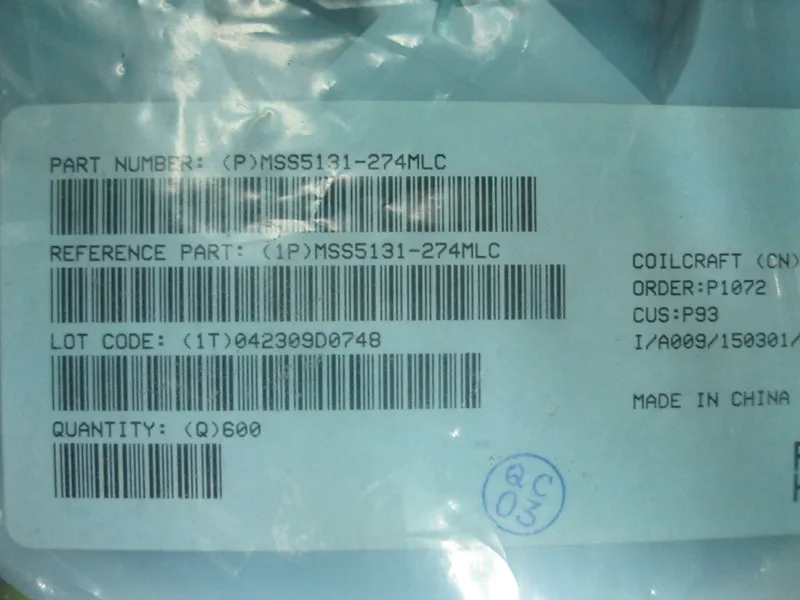 PART NUMBER: (P)MSS5131-274MLC
REFERENCE PART: (1P)MSS5131-274MLC
LOT CODE: (1T)042309D0748
QUANTITY: (Q)600
COILCRAFT (CN)
ORDER:P1072
CUS:P93
I/A009/150301/
MADE IN CHINA
QC
03